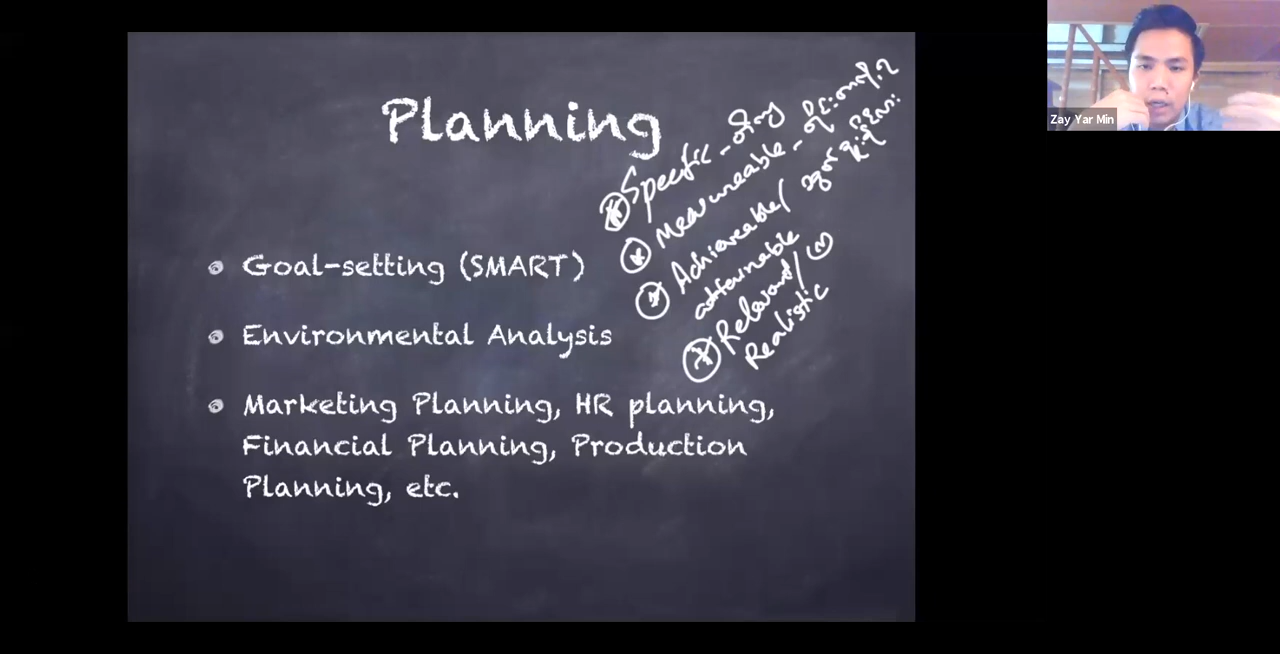 Planning
Specific -
Measureable -
Achieveable/
attainable
Relevant/
Realistic
Goal-setting (SMART)
Environmental Analysis
Marketing Planning, HR planning,
Financial Planning, Production
Planning, etc.
Zay Yar Min